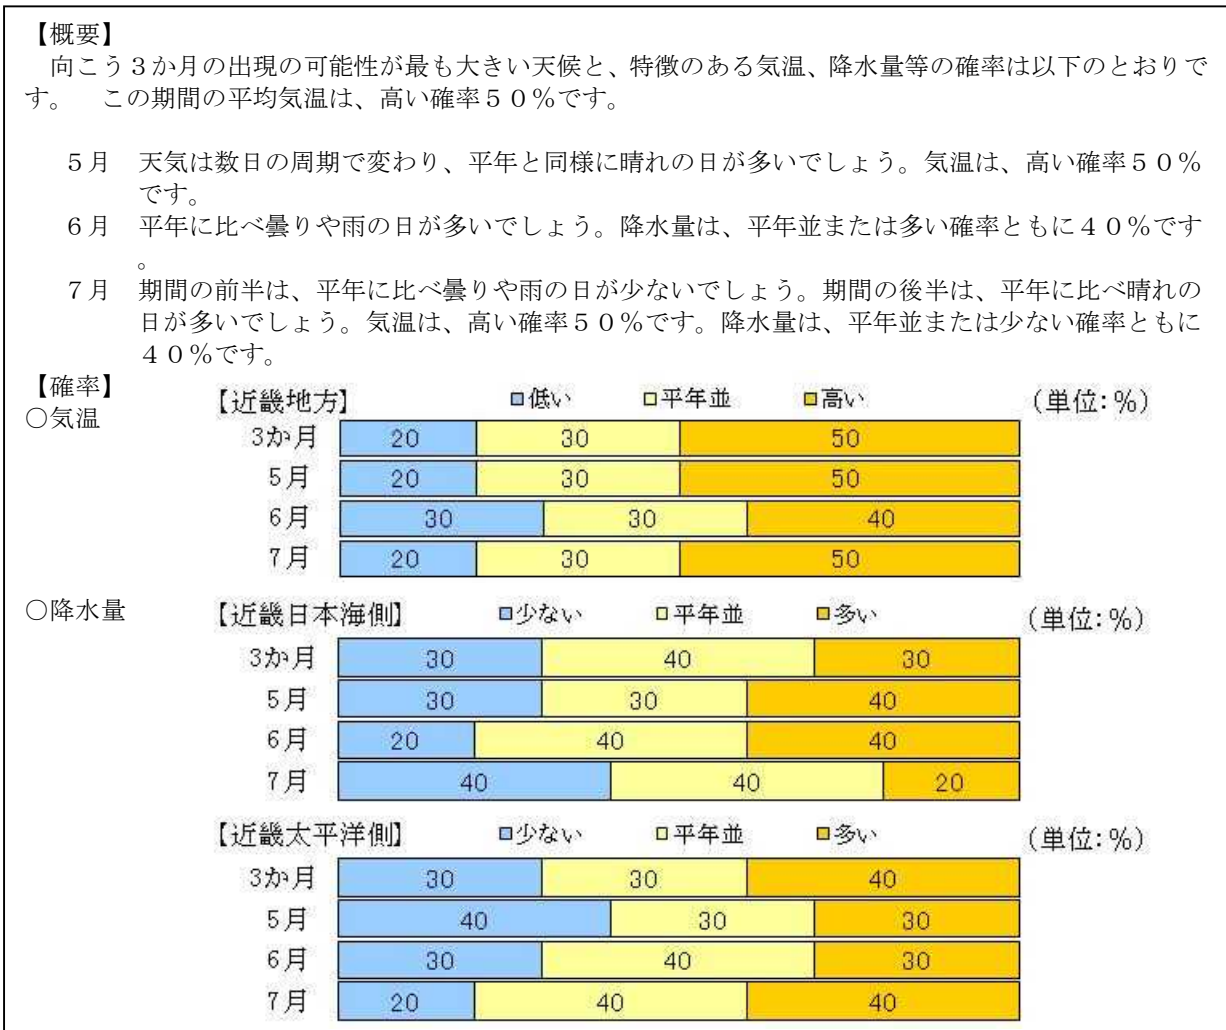 【概要】
向こう３か月の出現の可能性が最も大きい天候と、特徴のある気温、降水量等の確率は以下のとおりで
す。　この期間の平均気温は、高い確率５０％です。
５月　天気は数日の周期で変わり、平年と同様に晴れの日が多いでしょう。気温は、高い確率５０％
です。
６月　平年に比べ曇りや雨の日が多いでしょう。降水量は、平年並または多い確率ともに４０％です
。
７月　期間の前半は、平年に比べ曇りや雨の日が少ないでしょう。期間の後半は、平年に比べ晴れの
日が多いでしょう。気温は、高い確率５０％です。降水量は、平年並または少ない確率ともに
４０％です。
【確率】
○気温
【近畿地方】 低い 平年並 高い (単位:%)
3か月 20 30 50
5月 20 30 50
6月 30 30 40
7月 20 30 50
○降水量
【近畿日本海側】 少ない 平年並 多い (単位:%)
3か月 30 40 30
5月 30 30 40
6月 20 40 40
7月 40 40 20
【近畿太平洋側】 少ない 平年並 多い (単位:%)
3か月 30 30 40
5月 40 30 30
6月 30 40 30
7月 20 40 40